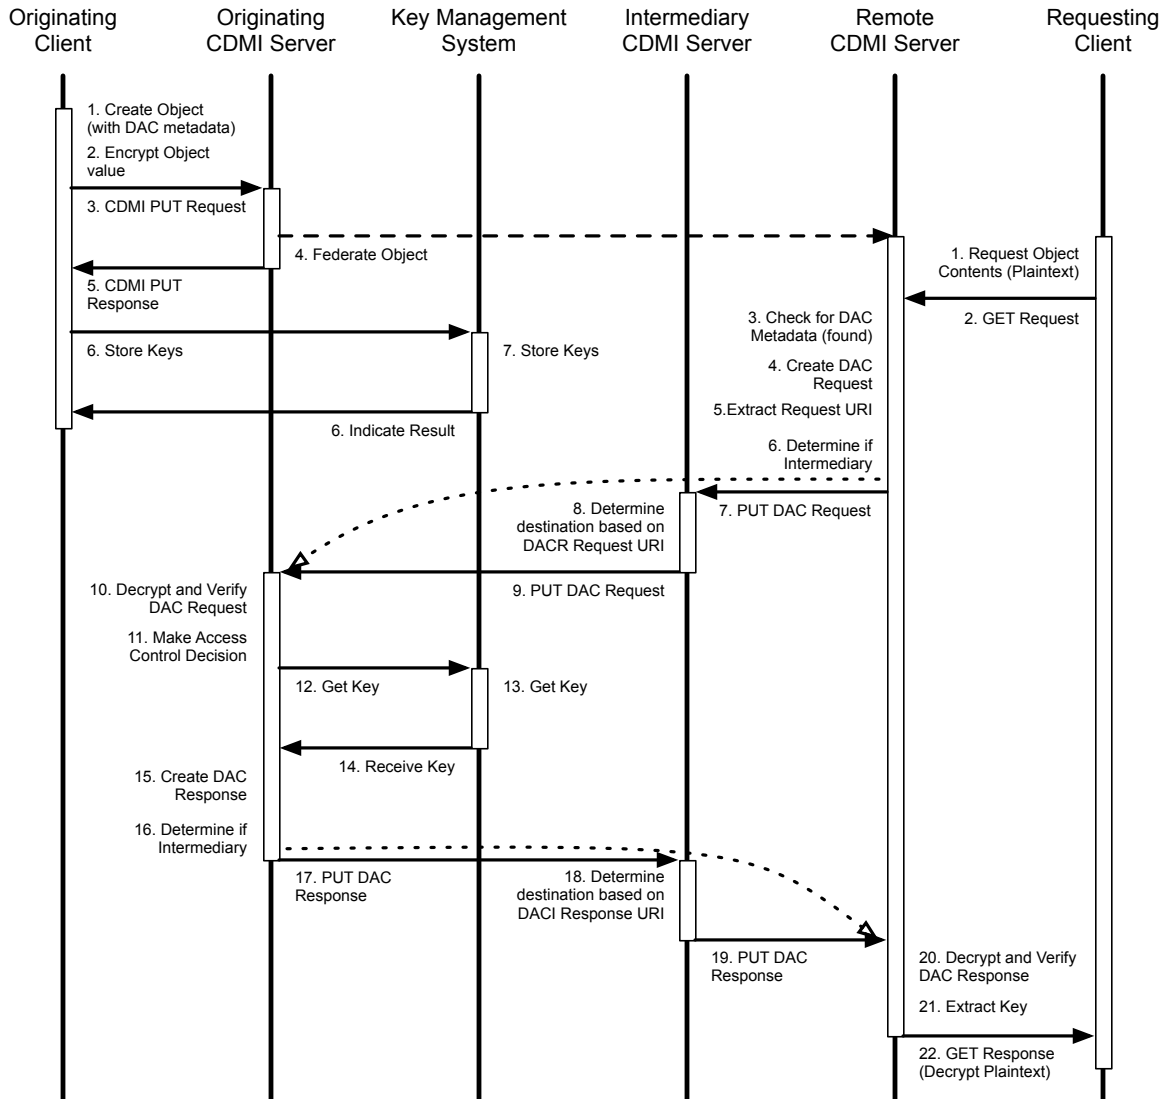 Originating
Client
Originating
CDMI Server
Key Management
System
Intermediary
CDMI Server
Remote
CDMI Server
Requesting
Client
1. Create Object
(with DAC metadata)
2. Encrypt Object
value
3. CDMI PUT Request
4. Federate Object
5. CDMI PUT
Response
6. Store Keys
7. Store Keys
6. Indicate Result
1. Request Object
Contents (Plaintext)
2. GET Request
3. Check for DAC
Metadata (found)
4. Create DAC
Request
5.Extract Request URI
6. Determine if
Intermediary
7. PUT DAC Request
8. Determine
destination based on
DACR Request URI
9. PUT DAC Request
10. Decrypt and Verify
DAC Request
11. Make Access
Control Decision
12. Get Key
13. Get Key
14. Receive Key
15. Create DAC
Response
16. Determine if
Intermediary
17. PUT DAC
Response
18. Determine
destination based on
DACI Response URI
19. PUT DAC
Response
20. Decrypt and Verify
DAC Response
21. Extract Key
22. GET Response
(Decrypt Plaintext)